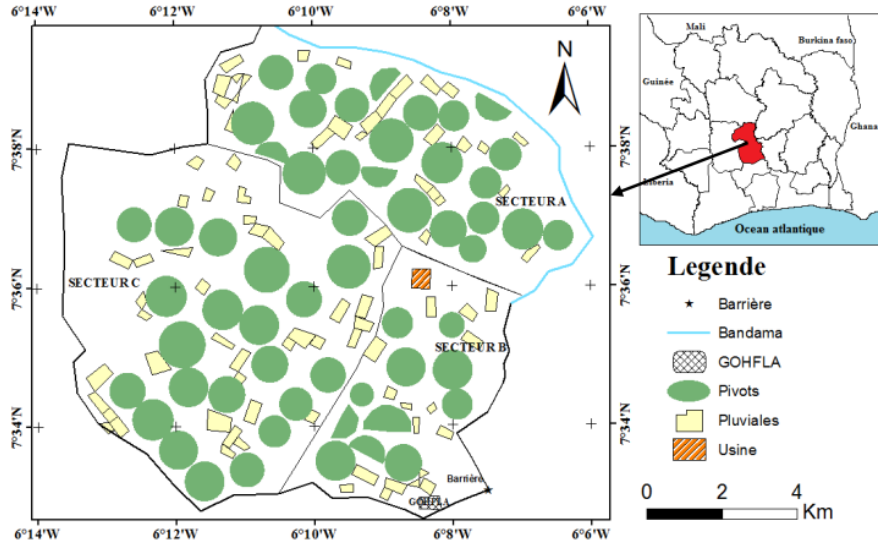 6°14'W 6°12'W 6°10'W 6°8'W 6°6'W
N
7°38'N 7°38'N
7°36'N 7°36'N
7°34'N 7°34'N
SECTEUR A
SECTEUR C
SECTEUR B
Barrière
GOHFLA
6°14'W 6°12'W 6°10'W 6°8'W 6°6'W
Mali
Burkina faso
Guinée
Ghana
Liberia
Ocean atlantique
Legende
Barrière
Bandama
GOHFLA
Pivots
Pluviales
Usine
0 2 4
Km